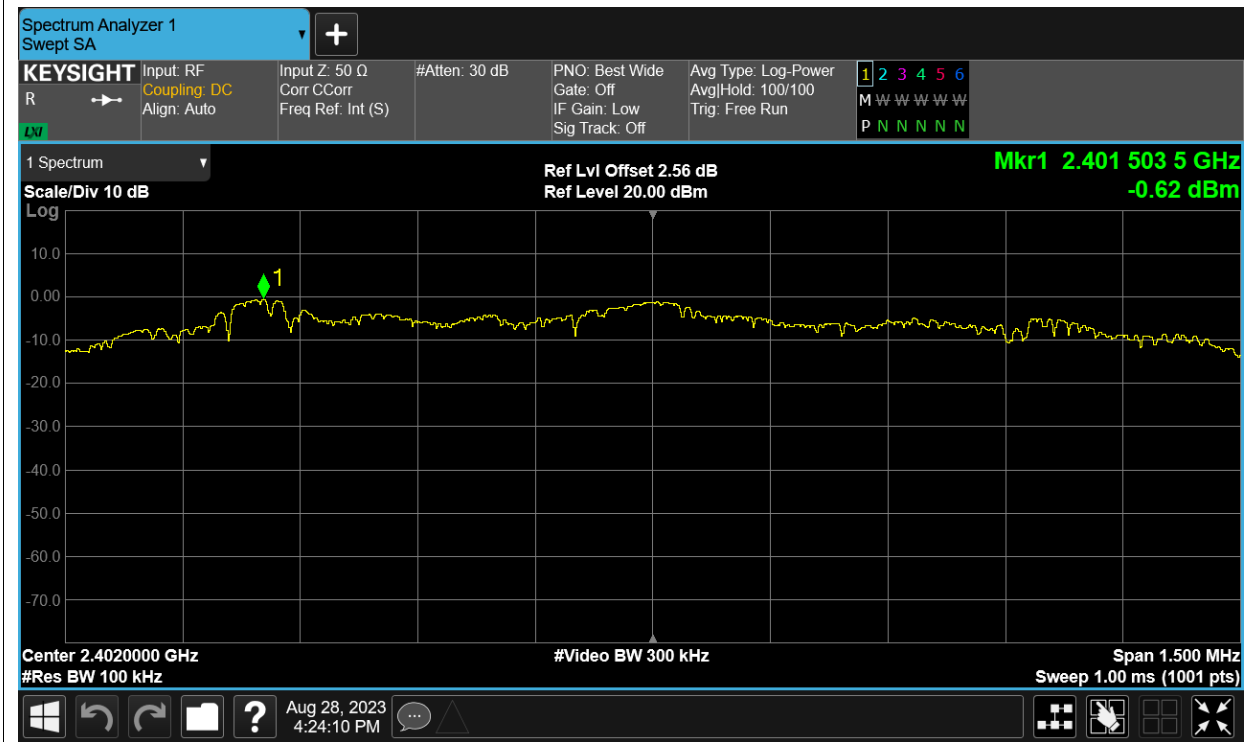 Spectrum Analyzer 1
Swept SA
+
KEYSIGHT
R
LXI
Input: RF
Coupling: DC
Align: Auto
Input Z: 50 Ω
Corr CCorr
Freq Ref: Int (S)
#Atten: 30 dB
PNO: Best Wide
Gate: Off
IF Gain: Low
Sig Track: Off
Avg Type: Log-Power
Avg|Hold: 100/100
Trig: Free Run
1 2 3 4 5 6
M W W W W W
P N N N N N
1 Spectrum
Scale/Div 10 dB
Log
Ref Lvl Offset 2.56 dB
Ref Level 20.00 dBm
Mkr1 2.401 503 5 GHz
-0.62 dBm
10.0
1
0.00
-10.0
-20.0
-30.0
-40.0
-50.0
-60.0
-70.0
Center 2.4020000 GHz
#Res BW 100 kHz
#Video BW 300 kHz
Span 1.500 MHz
Sweep 1.00 ms (1001 pts)
?
Aug 28, 2023
4:24:10 PM